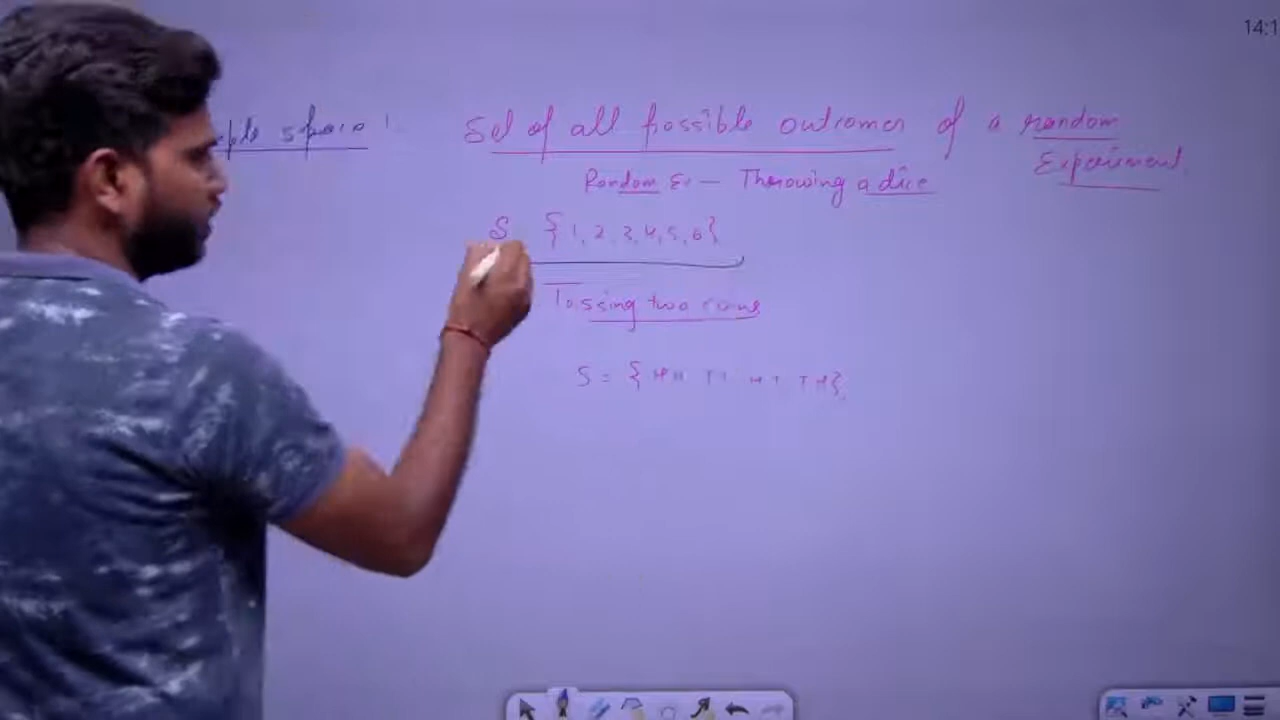 14:1
ple space :
Set of all possible outcomes of a random
Experiment
Random Ex — Throwing a dice
S {1, 2, 3, 4, 5, 6}
Tossing two coins
S = {HH TT HT TH}